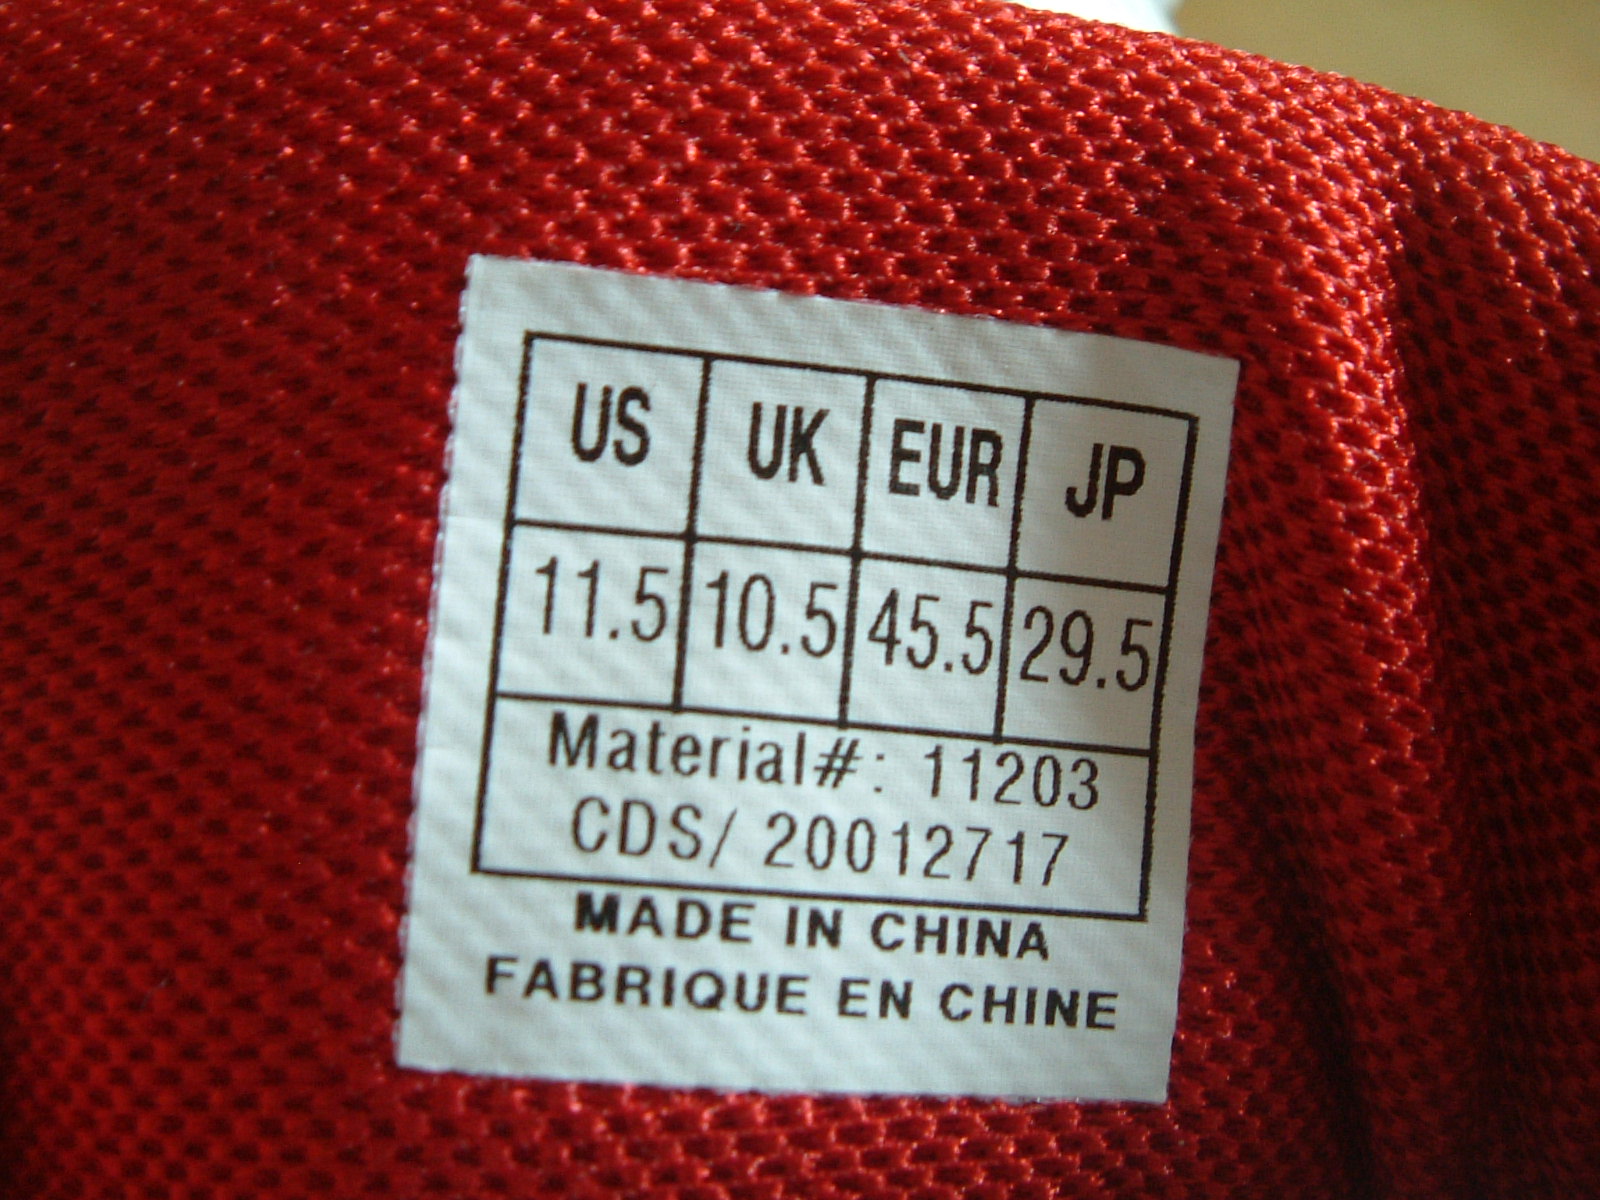 US UK EUR JP
11.5 10.5 45.5 29.5
Material#: 11203
CDS/ 20012717
MADE IN CHINA
FABRIQUE EN CHINE